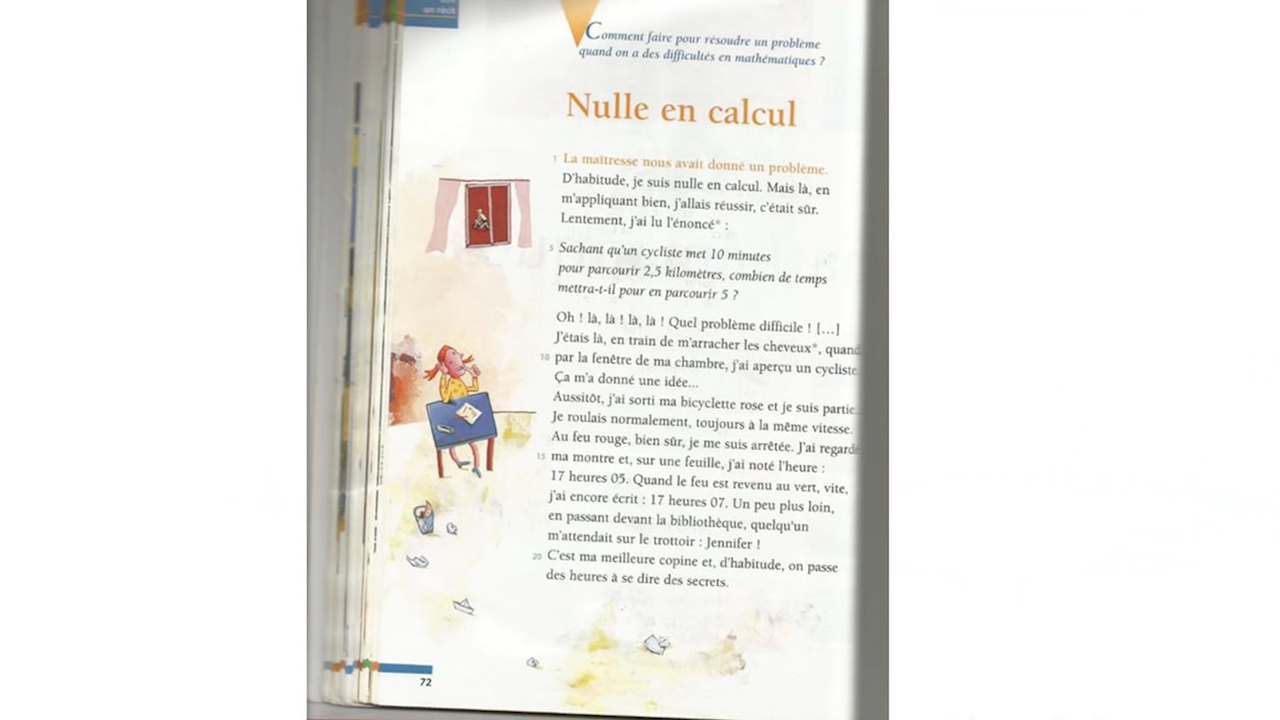 un récit
Comment faire pour résoudre un problème
quand on a des difficultés en mathématiques ?
Nulle en calcul
1 La maîtresse nous avait donné un problème.
D'habitude, je suis nulle en calcul. Mais là, en
m'appliquant bien, j'allais réussir, c'était sûr.
Lentement, j'ai lu l'énoncé* :
5 Sachant qu'un cycliste met 10 minutes
pour parcourir 2,5 kilomètres, combien de temps
mettra-t-il pour en parcourir 5 ?
Oh ! là, là ! là, là ! Quel problème difficile ! [...]
J'étais là, en train de m'arracher les cheveux*, quand
10 par la fenêtre de ma chambre, j'ai aperçu un cycliste.
Ça m'a donné une idée...
Aussitôt, j'ai sorti ma bicyclette rose et je suis partie.
Je roulais normalement, toujours à la même vitesse.
Au feu rouge, bien sûr, je me suis arrêtée. J'ai regardé
15 ma montre et, sur une feuille, j'ai noté l'heure :
17 heures 05. Quand le feu est revenu au vert, vite,
j'ai encore écrit : 17 heures 07. Un peu plus loin,
en passant devant la bibliothèque, quelqu'un
m'attendait sur le trottoir : Jennifer !
20 C'est ma meilleure copine et, d'habitude, on passe
des heures à se dire des secrets.
72